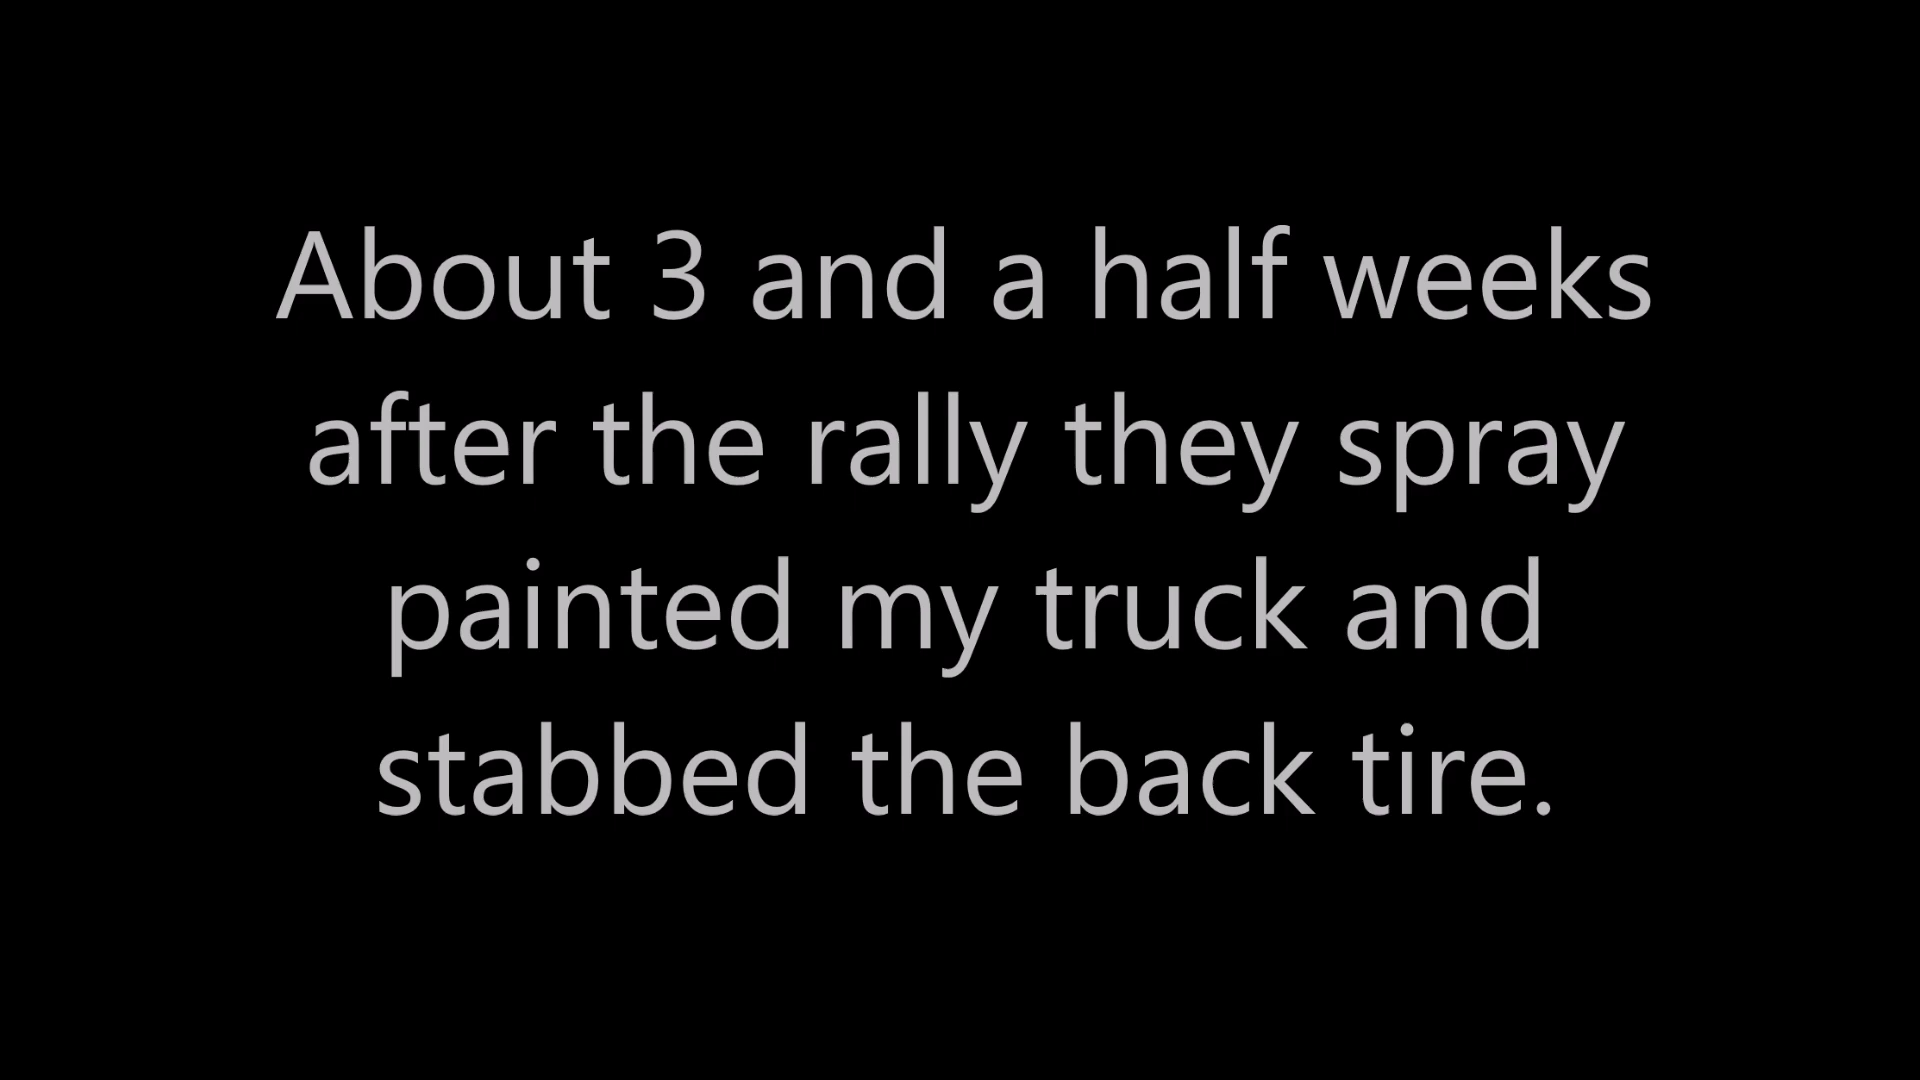 About 3 and a half weeks
after the rally they spray
painted my truck and
stabbed the back tire.